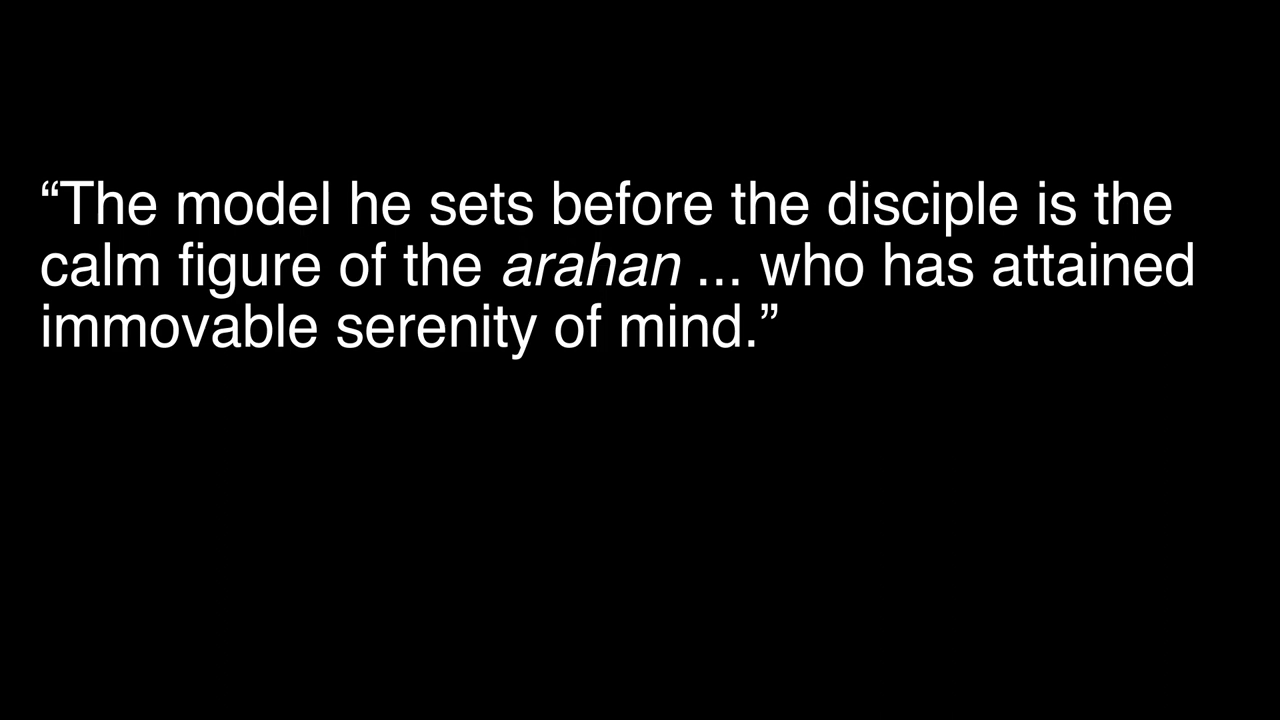 “The model he sets before the disciple is the
calm figure of the arahan ... who has attained
immovable serenity of mind.”